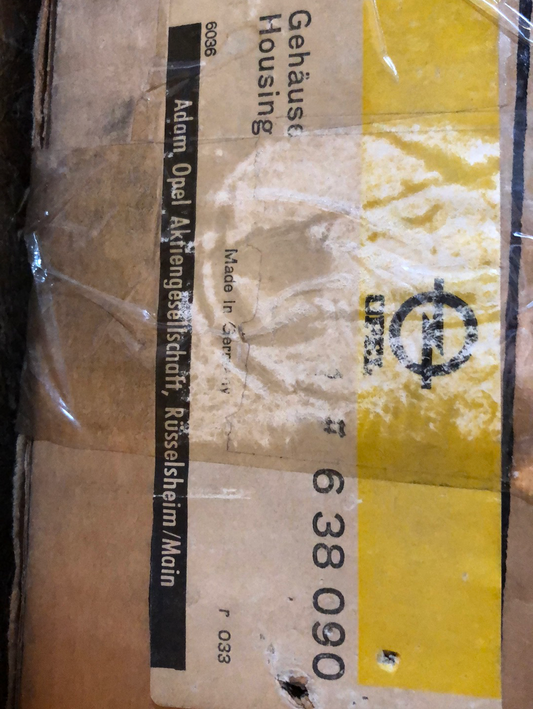 OPEL
# 6 38 090
Gehäuse
Housing
Made in Germany
r 033
6036
Adam Opel Aktiengesellschaft, Rüsselsheim/Main